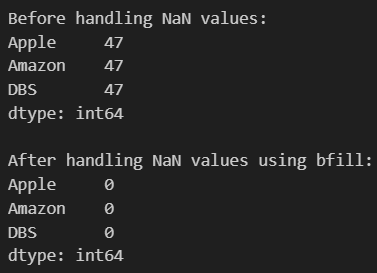 Before handling NaN values:
Apple 47
Amazon 47
DBS 47
dtype: int64
After handling NaN values using bfill:
Apple 0
Amazon 0
DBS 0
dtype: int64